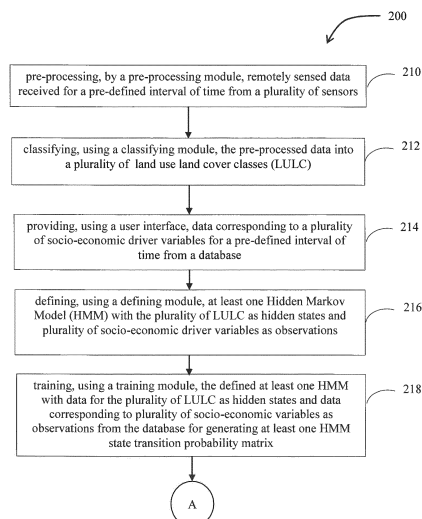 200
pre-processing, by a pre-processing module, remotely sensed data
received for a pre-defined interval of time from a plurality of sensors
210
classifying, using a classifying module, the pre-processed data into
a plurality of land use land cover classes (LULC)
212
providing, using a user interface, data corresponding to a plurality
of socio-economic driver variables for a pre-defined interval of
time from a database
214
defining, using a defining module, at least one Hidden Markov
Model (HMM) with the plurality of LULC as hidden states and
plurality of socio-economic driver variables as observations
216
training, using a training module, the defined at least one HMM
with data for the plurality of LULC as hidden states and data
corresponding to plurality of socio-economic variables as
observations from the database for generating at least one HMM
state transition probability matrix
218
A